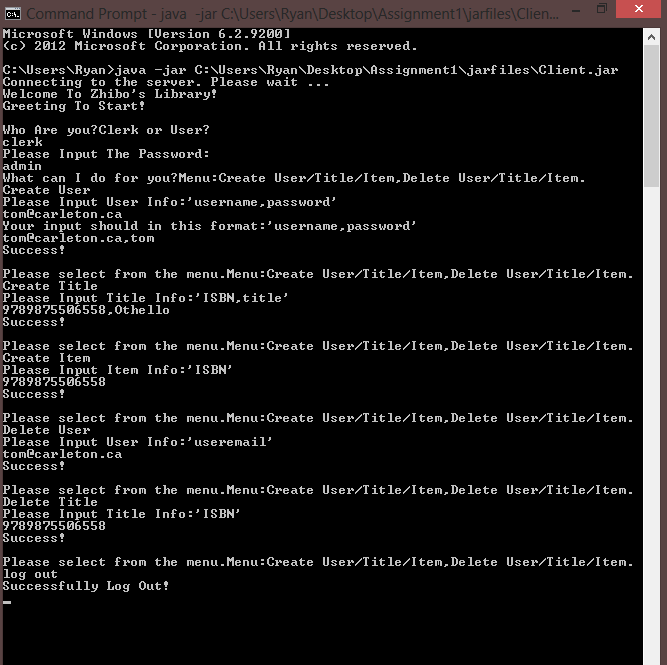 Command Prompt - java -jar C:\Users\Ryan\Desktop\Assignment1\jarfiles\Clien...
Microsoft Windows [Version 6.2.9200]
(c) 2012 Microsoft Corporation. All rights reserved.
C:\Users\Ryan>java -jar C:\Users\Ryan\Desktop\Assignment1\jarfiles\Client.jar
Connecting to the server. Please wait ...
Welcome To Zhibo's Library!
Greeting To Start!
Who Are you?Clerk or User?
clerk
Please Input The Password:
admin
What can I do for you?Menu:Create User/Title/Item,Delete User/Title/Item.
Create User
Please Input User Info:'username,password'
tom@carleton.ca
Your input should in this format:'username,password'
tom@carleton.ca,tom
Success!
Please select from the menu.Menu:Create User/Title/Item,Delete User/Title/Item.
Create Title
Please Input Title Info:'ISBN,title'
9789875506558,Othello
Success!
Please select from the menu.Menu:Create User/Title/Item,Delete User/Title/Item.
Create Item
Please Input Item Info:'ISBN'
9789875506558
Success!
Please select from the menu.Menu:Create User/Title/Item,Delete User/Title/Item.
Delete User
Please Input User Info:'useremail'
tom@carleton.ca
Success!
Please select from the menu.Menu:Create User/Title/Item,Delete User/Title/Item.
Delete Title
Please Input Title Info:'ISBN'
9789875506558
Success!
Please select from the menu.Menu:Create User/Title/Item,Delete User/Title/Item.
log out
Successfully Log Out!